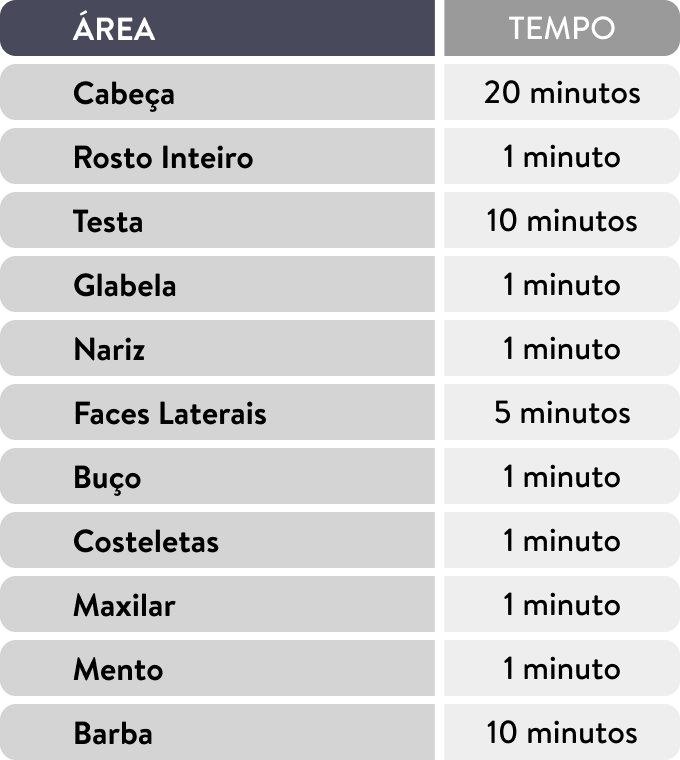 ÁREA TEMPO
Cabeça 20 minutos
Rosto Inteiro 1 minuto
Testa 10 minutos
Glabela 1 minuto
Nariz 1 minuto
Faces Laterais 5 minutos
Buço 1 minuto
Costeletas 1 minuto
Maxilar 1 minuto
Mento 1 minuto
Barba 10 minutos